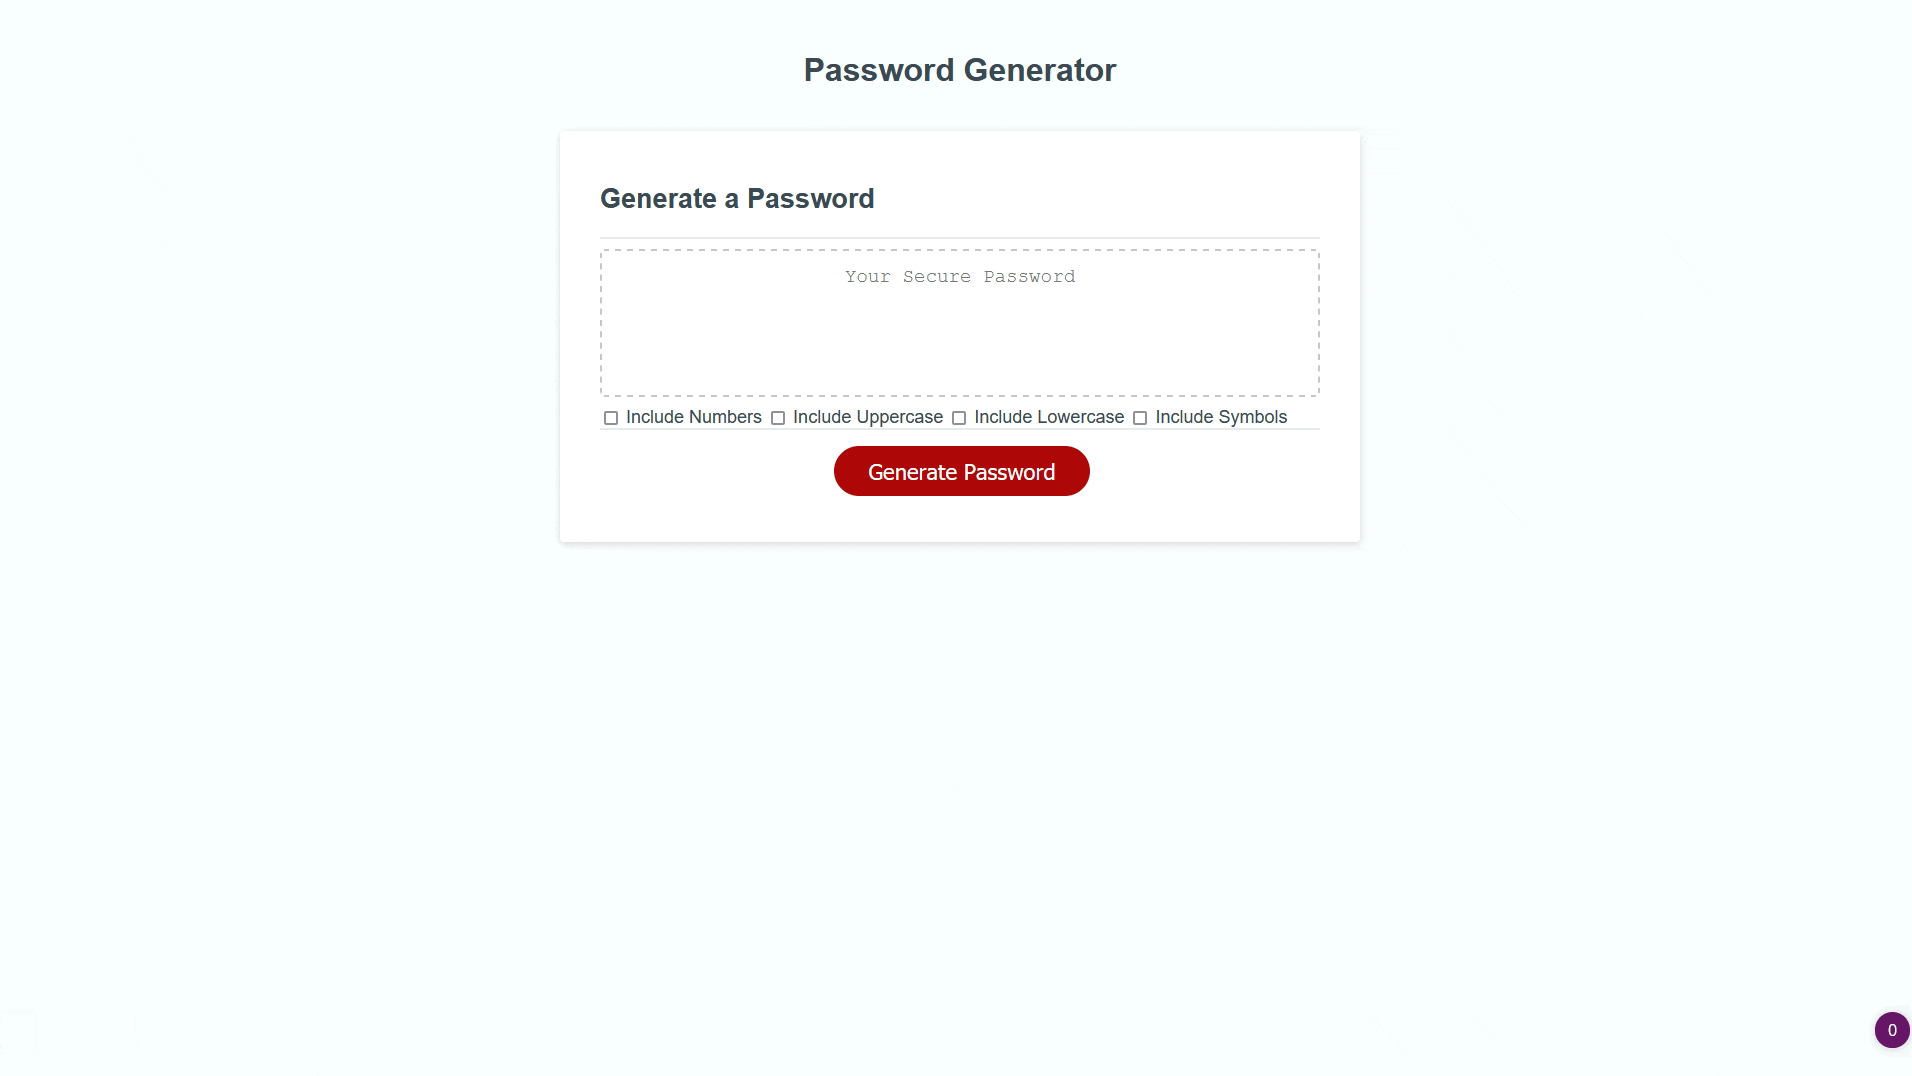 Password Generator
Generate a Password
Your Secure Password
Include Numbers Include Uppercase Include Lowercase Include Symbols
Generate Password
0